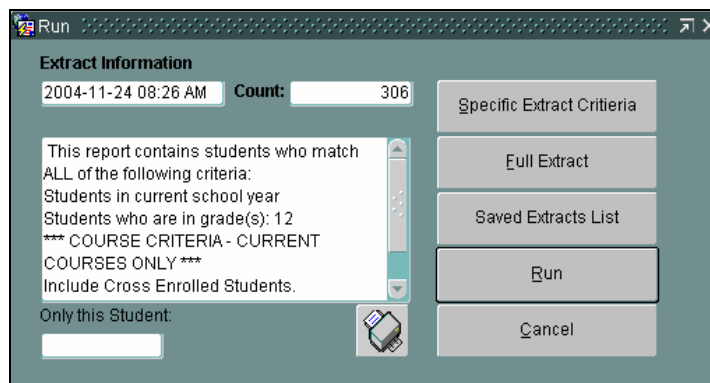 Run
Extract Information
2004-11-24 08:26 AM Count: 306
This report contains students who match
ALL of the following criteria:
Students in current school year
Students who are in grade(s): 12
*** COURSE CRITERIA - CURRENT
COURSES ONLY ***
Include Cross Enrolled Students.
Only this Student:
Specific Extract Critieria
Full Extract
Saved Extracts List
Run
Cancel